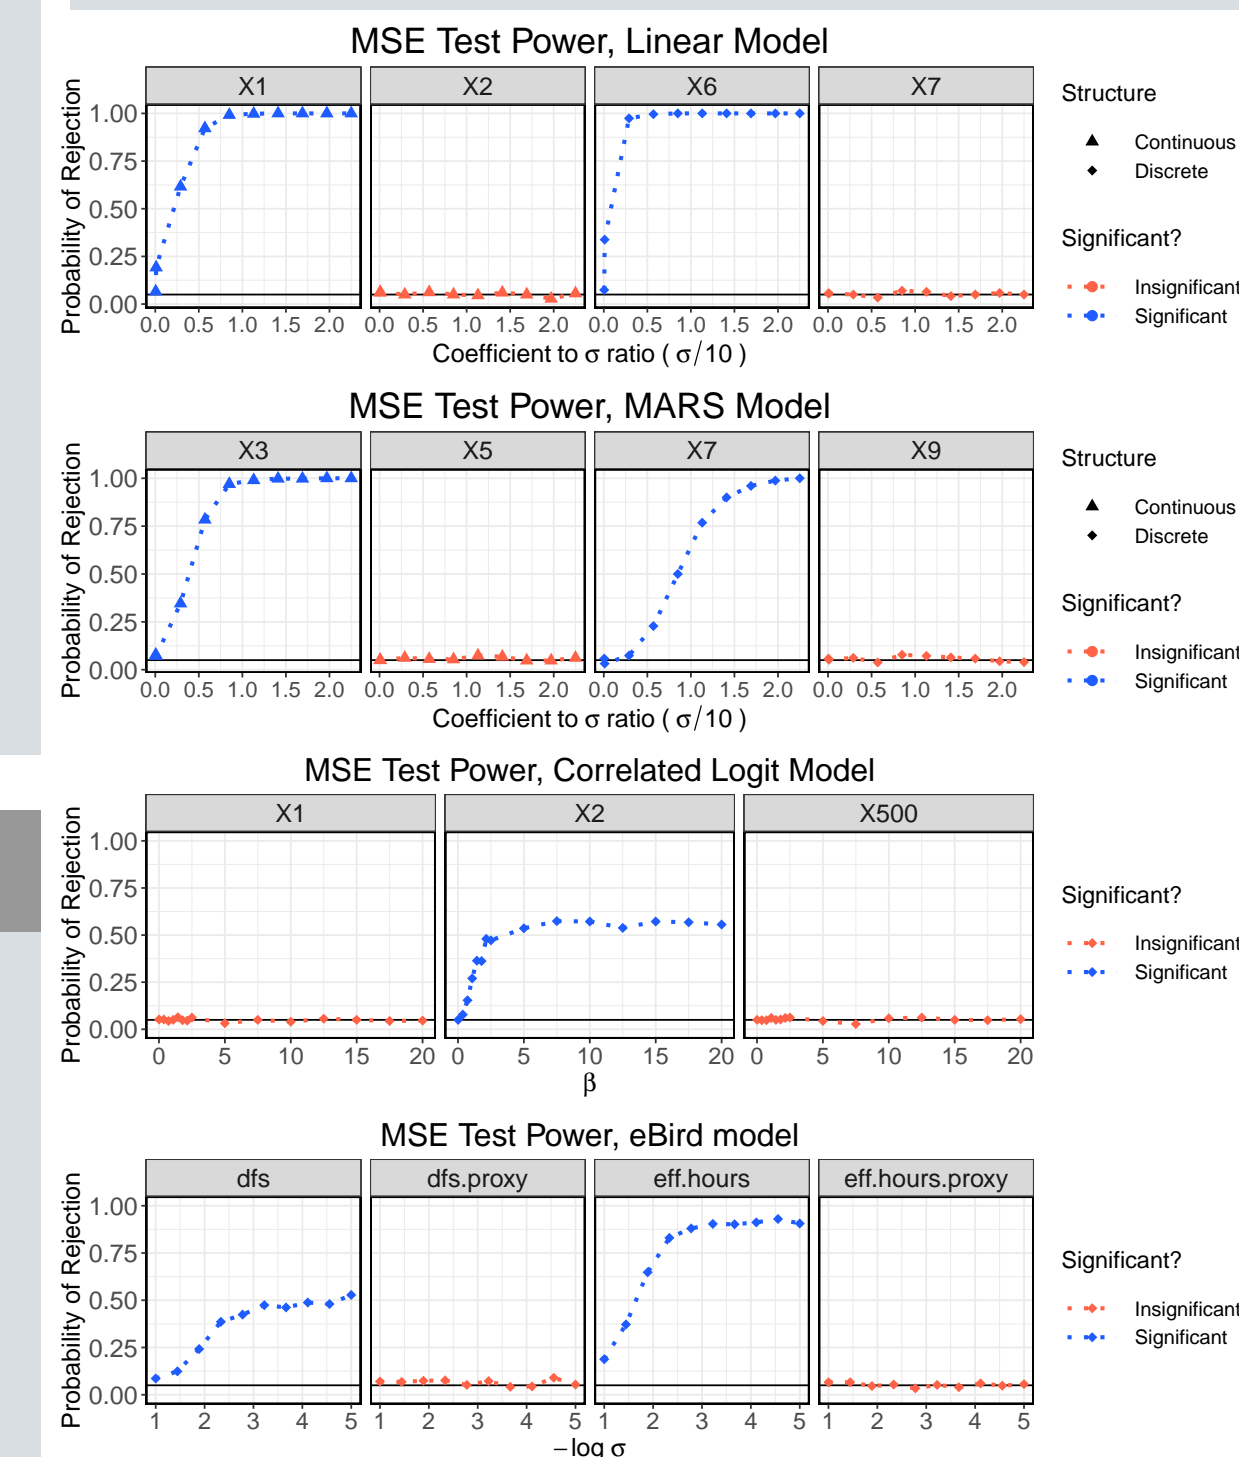 MSE Test Power, Linear Model
X1 X2 X6 X7
Probability of Rejection
1.00
0.75
0.50
0.25
0.00
0.0 0.5 1.0 1.5 2.0 0.0 0.5 1.0 1.5 2.0 0.0 0.5 1.0 1.5 2.0 0.0 0.5 1.0 1.5 2.0
Coefficient to σ ratio ( σ/10 )
Structure
Continuous
Discrete
Significant?
Insignificant
Significant
MSE Test Power, MARS Model
X3 X5 X7 X9
Probability of Rejection
1.00
0.75
0.50
0.25
0.00
0.0 0.5 1.0 1.5 2.0 0.0 0.5 1.0 1.5 2.0 0.0 0.5 1.0 1.5 2.0 0.0 0.5 1.0 1.5 2.0
Coefficient to σ ratio ( σ/10 )
Structure
Continuous
Discrete
Significant?
Insignificant
Significant
MSE Test Power, Correlated Logit Model
X1 X2 X500
Probability of Rejection
1.00
0.75
0.50
0.25
0.00
0 5 10 15 20 0 5 10 15 20 0 5 10 15 20
β
Significant?
Insignificant
Significant
MSE Test Power, eBird model
dfs dfs.proxy eff.hours eff.hours.proxy
Probability of Rejection
1.00
0.75
0.50
0.25
0.00
1 2 3 4 5 1 2 3 4 5 1 2 3 4 5 1 2 3 4 5
−log σ
Significant?
Insignificant
Significant